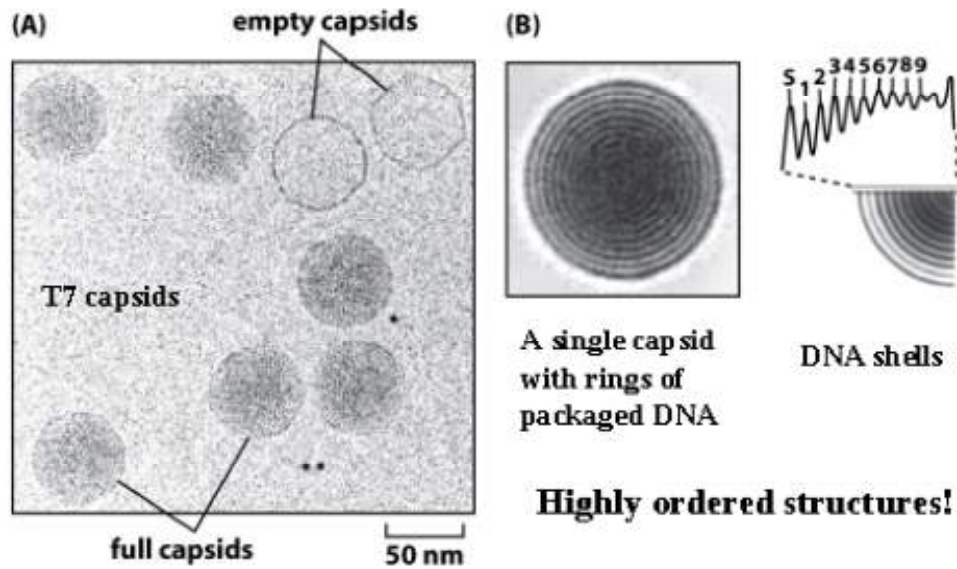 (A)
empty capsids
T7 capsids
full capsids
50 nm
(B)
S 1 2 3 4 5 6 7 8 9
A single capsid
with rings of
packaged DNA
DNA shells
Highly ordered structures!